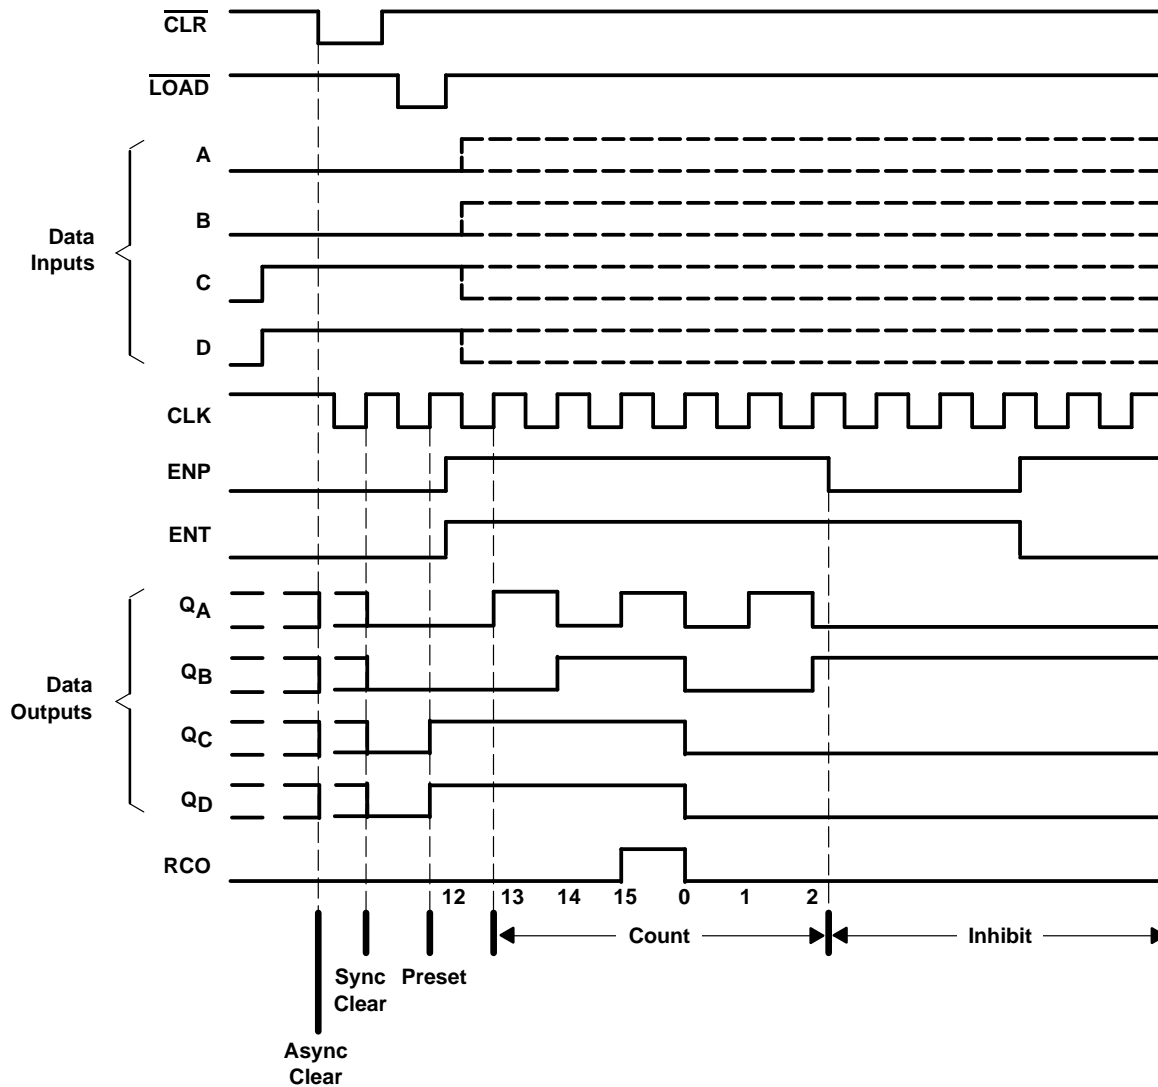 CLR
LOAD
A
B
Data
Inputs
C
D
CLK
ENP
ENT
QA
QB
Data
Outputs
QC
QD
RCO
12 13 14 15 0 1 2
Count Inhibit
Sync Preset
Clear
Async
Clear